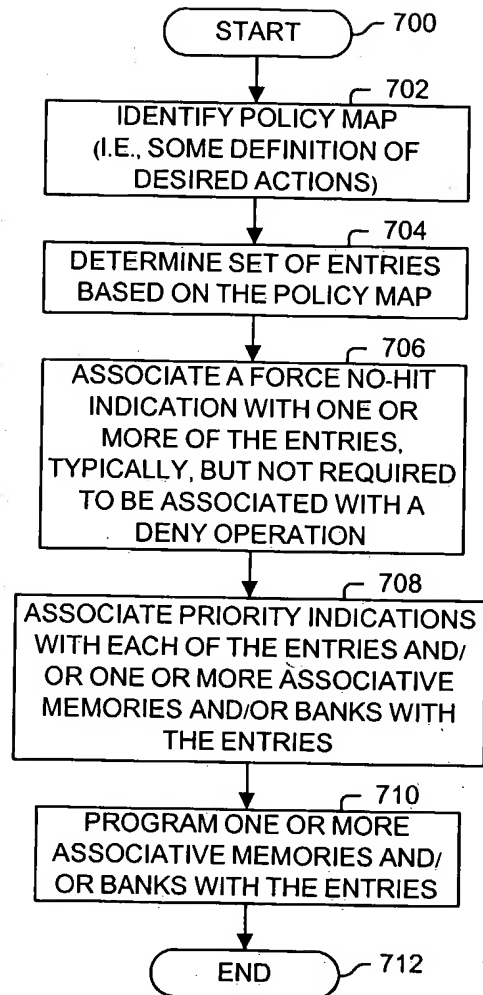 START
700
702
IDENTIFY POLICY MAP
(I.E., SOME DEFINITION OF
DESIRED ACTIONS)
704
DETERMINE SET OF ENTRIES
BASED ON THE POLICY MAP
706
ASSOCIATE A FORCE NO-HIT
INDICATION WITH ONE OR
MORE OF THE ENTRIES,
TYPICALLY, BUT NOT REQUIRED
TO BE ASSOCIATED WITH A
DENY OPERATION
708
ASSOCIATE PRIORITY INDICATIONS
WITH EACH OF THE ENTRIES AND/
OR ONE OR MORE ASSOCIATIVE
MEMORIES AND/OR BANKS WITH
THE ENTRIES
710
PROGRAM ONE OR MORE
ASSOCIATIVE MEMORIES AND/
OR BANKS WITH THE ENTRIES
END
712